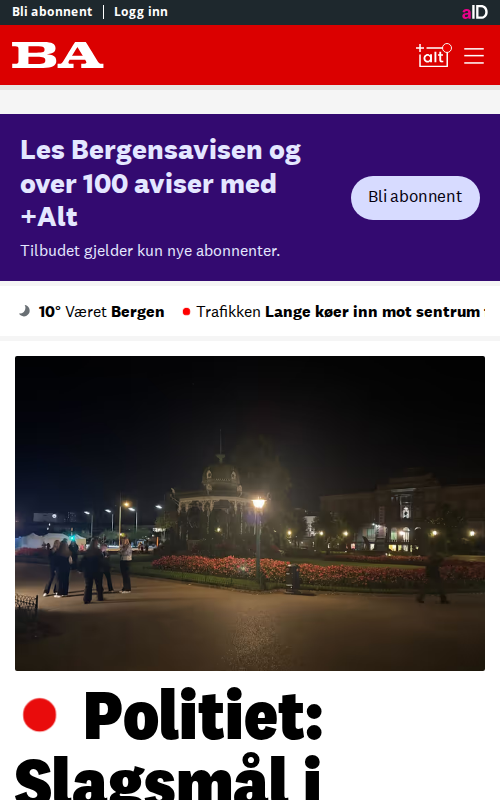 Bli abonnent | Logg inn
aID
BA
+alt
Les Bergensavisen og
over 100 aviser med
+Alt
Bli abonnent
Tilbudet gjelder kun nye abonnenter.
10° Været Bergen
Trafikken Lange køer inn mot sentrum
Politiet:
Slagsmål i